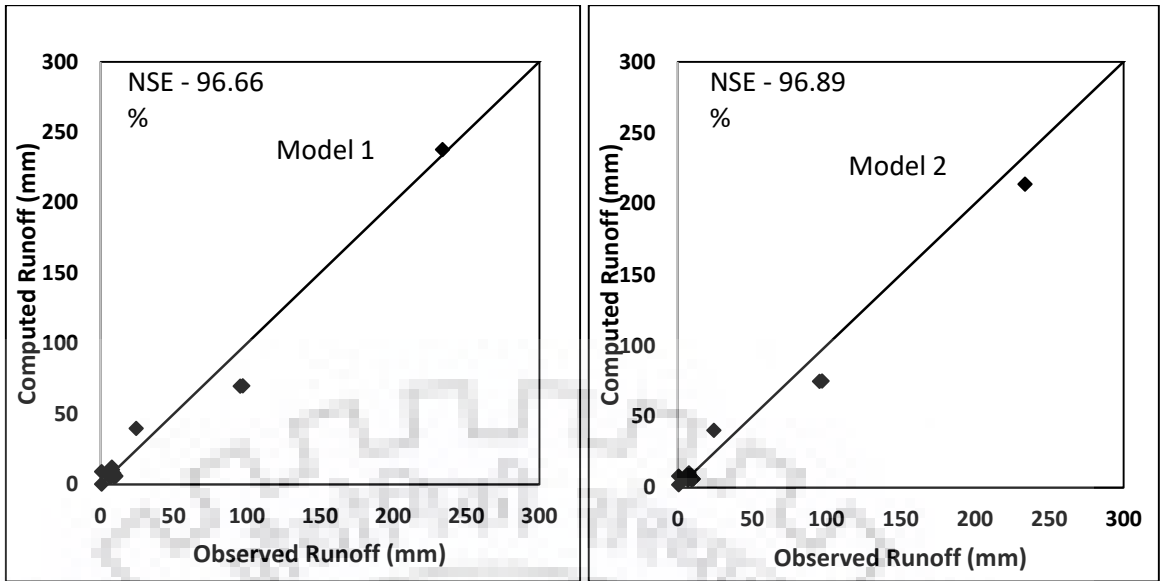 300
250
200
150
100
50
0
Computed Runoff (mm)
NSE - 96.66
%
Model 1
0 50 100 150 200 250 300
Observed Runoff (mm)
300
250
200
150
100
50
0
Computed Runoff (mm)
NSE - 96.89
%
Model 2
0 50 100 150 200 250 300
Observed Runoff (mm)